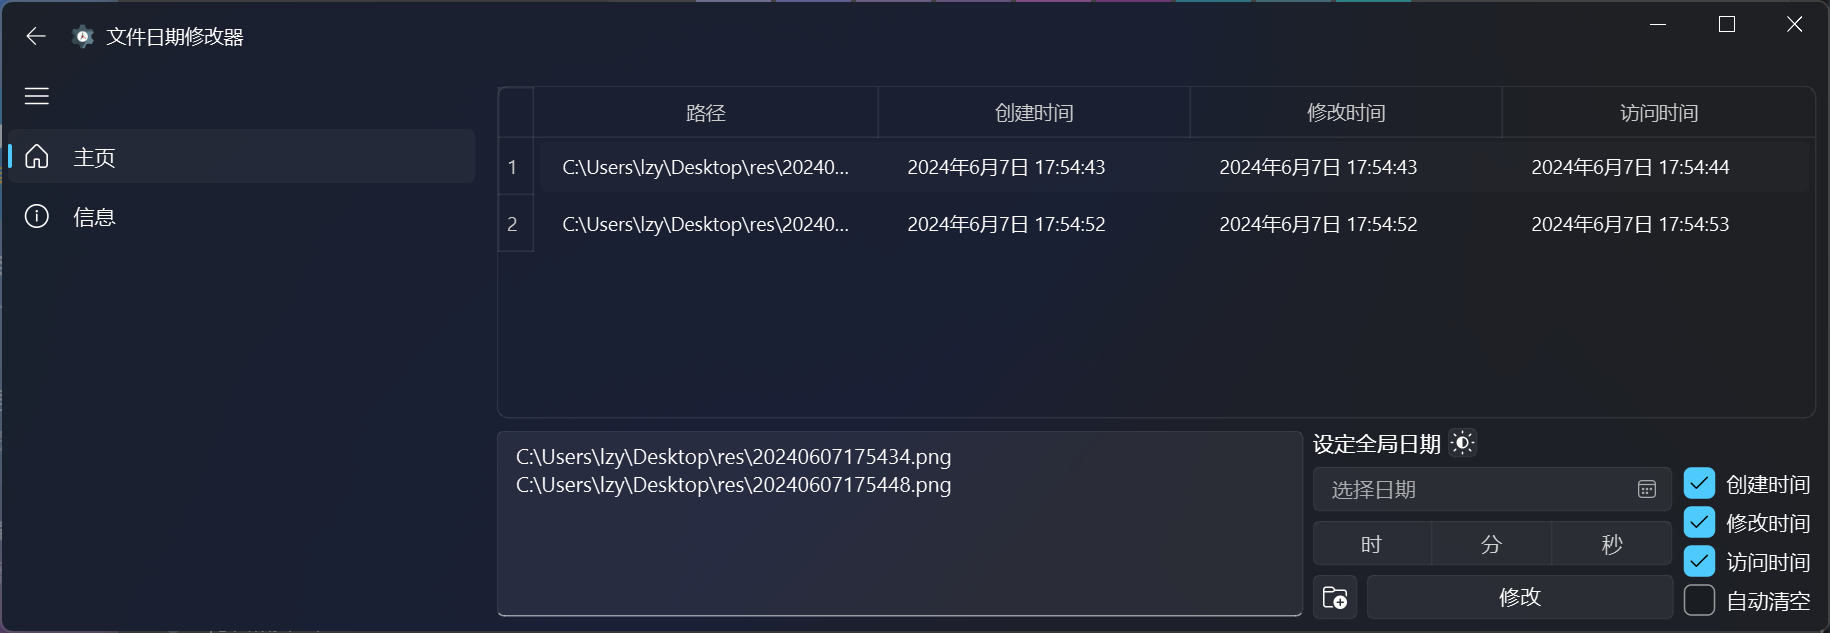 文件日期修改器
主页
信息
路径 创建时间 修改时间 访问时间
1 C:\Users\lzy\Desktop\res\20240... 2024年6月7日 17:54:43 2024年6月7日 17:54:43 2024年6月7日 17:54:44
2 C:\Users\lzy\Desktop\res\20240... 2024年6月7日 17:54:52 2024年6月7日 17:54:52 2024年6月7日 17:54:53
C:\Users\lzy\Desktop\res\20240607175434.png
C:\Users\lzy\Desktop\res\20240607175448.png
设定全局日期
选择日期
时 分 秒
修改
创建时间
修改时间
访问时间
自动清空